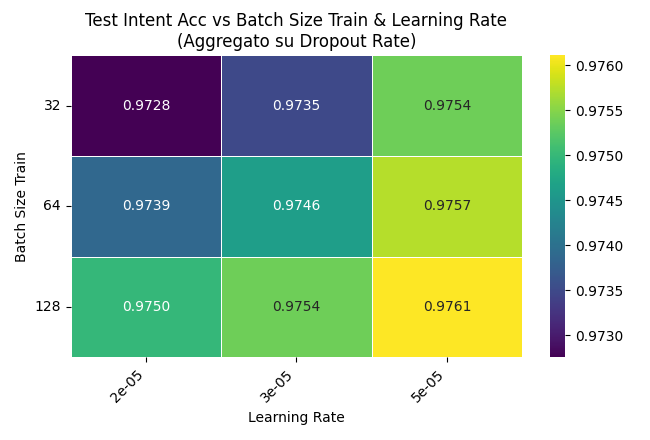 Test Intent Acc vs Batch Size Train & Learning Rate
(Aggregato su Dropout Rate)
Batch Size Train
32
0.9728
0.9735
0.9754
64
0.9739
0.9746
0.9757
128
0.9750
0.9754
0.9761
2e-05
3e-05
5e-05
Learning Rate
0.9760
0.9755
0.9750
0.9745
0.9740
0.9735
0.9730